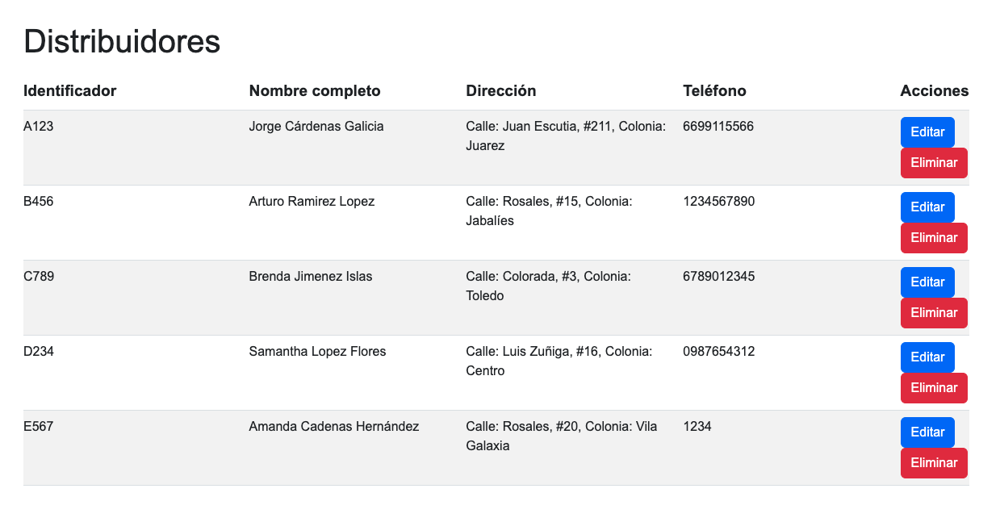 Distribuidores
Identificador Nombre completo Dirección Teléfono Acciones
A123 Jorge Cárdenas Galicia Calle: Juan Escutia, #211, Colonia: 6699115566 Editar
Juarez
Eliminar
B456 Arturo Ramirez Lopez Calle: Rosales, #15, Colonia: 1234567890 Editar
Jabalíes
Eliminar
C789 Brenda Jimenez Islas Calle: Colorada, #3, Colonia: 6789012345 Editar
Toledo
Eliminar
D234 Samantha Lopez Flores Calle: Luis Zuñiga, #16, Colonia: 0987654312 Editar
Centro
Eliminar
E567 Amanda Cadenas Hernández Calle: Rosales, #20, Colonia: Vila 1234 Editar
Galaxia
Eliminar